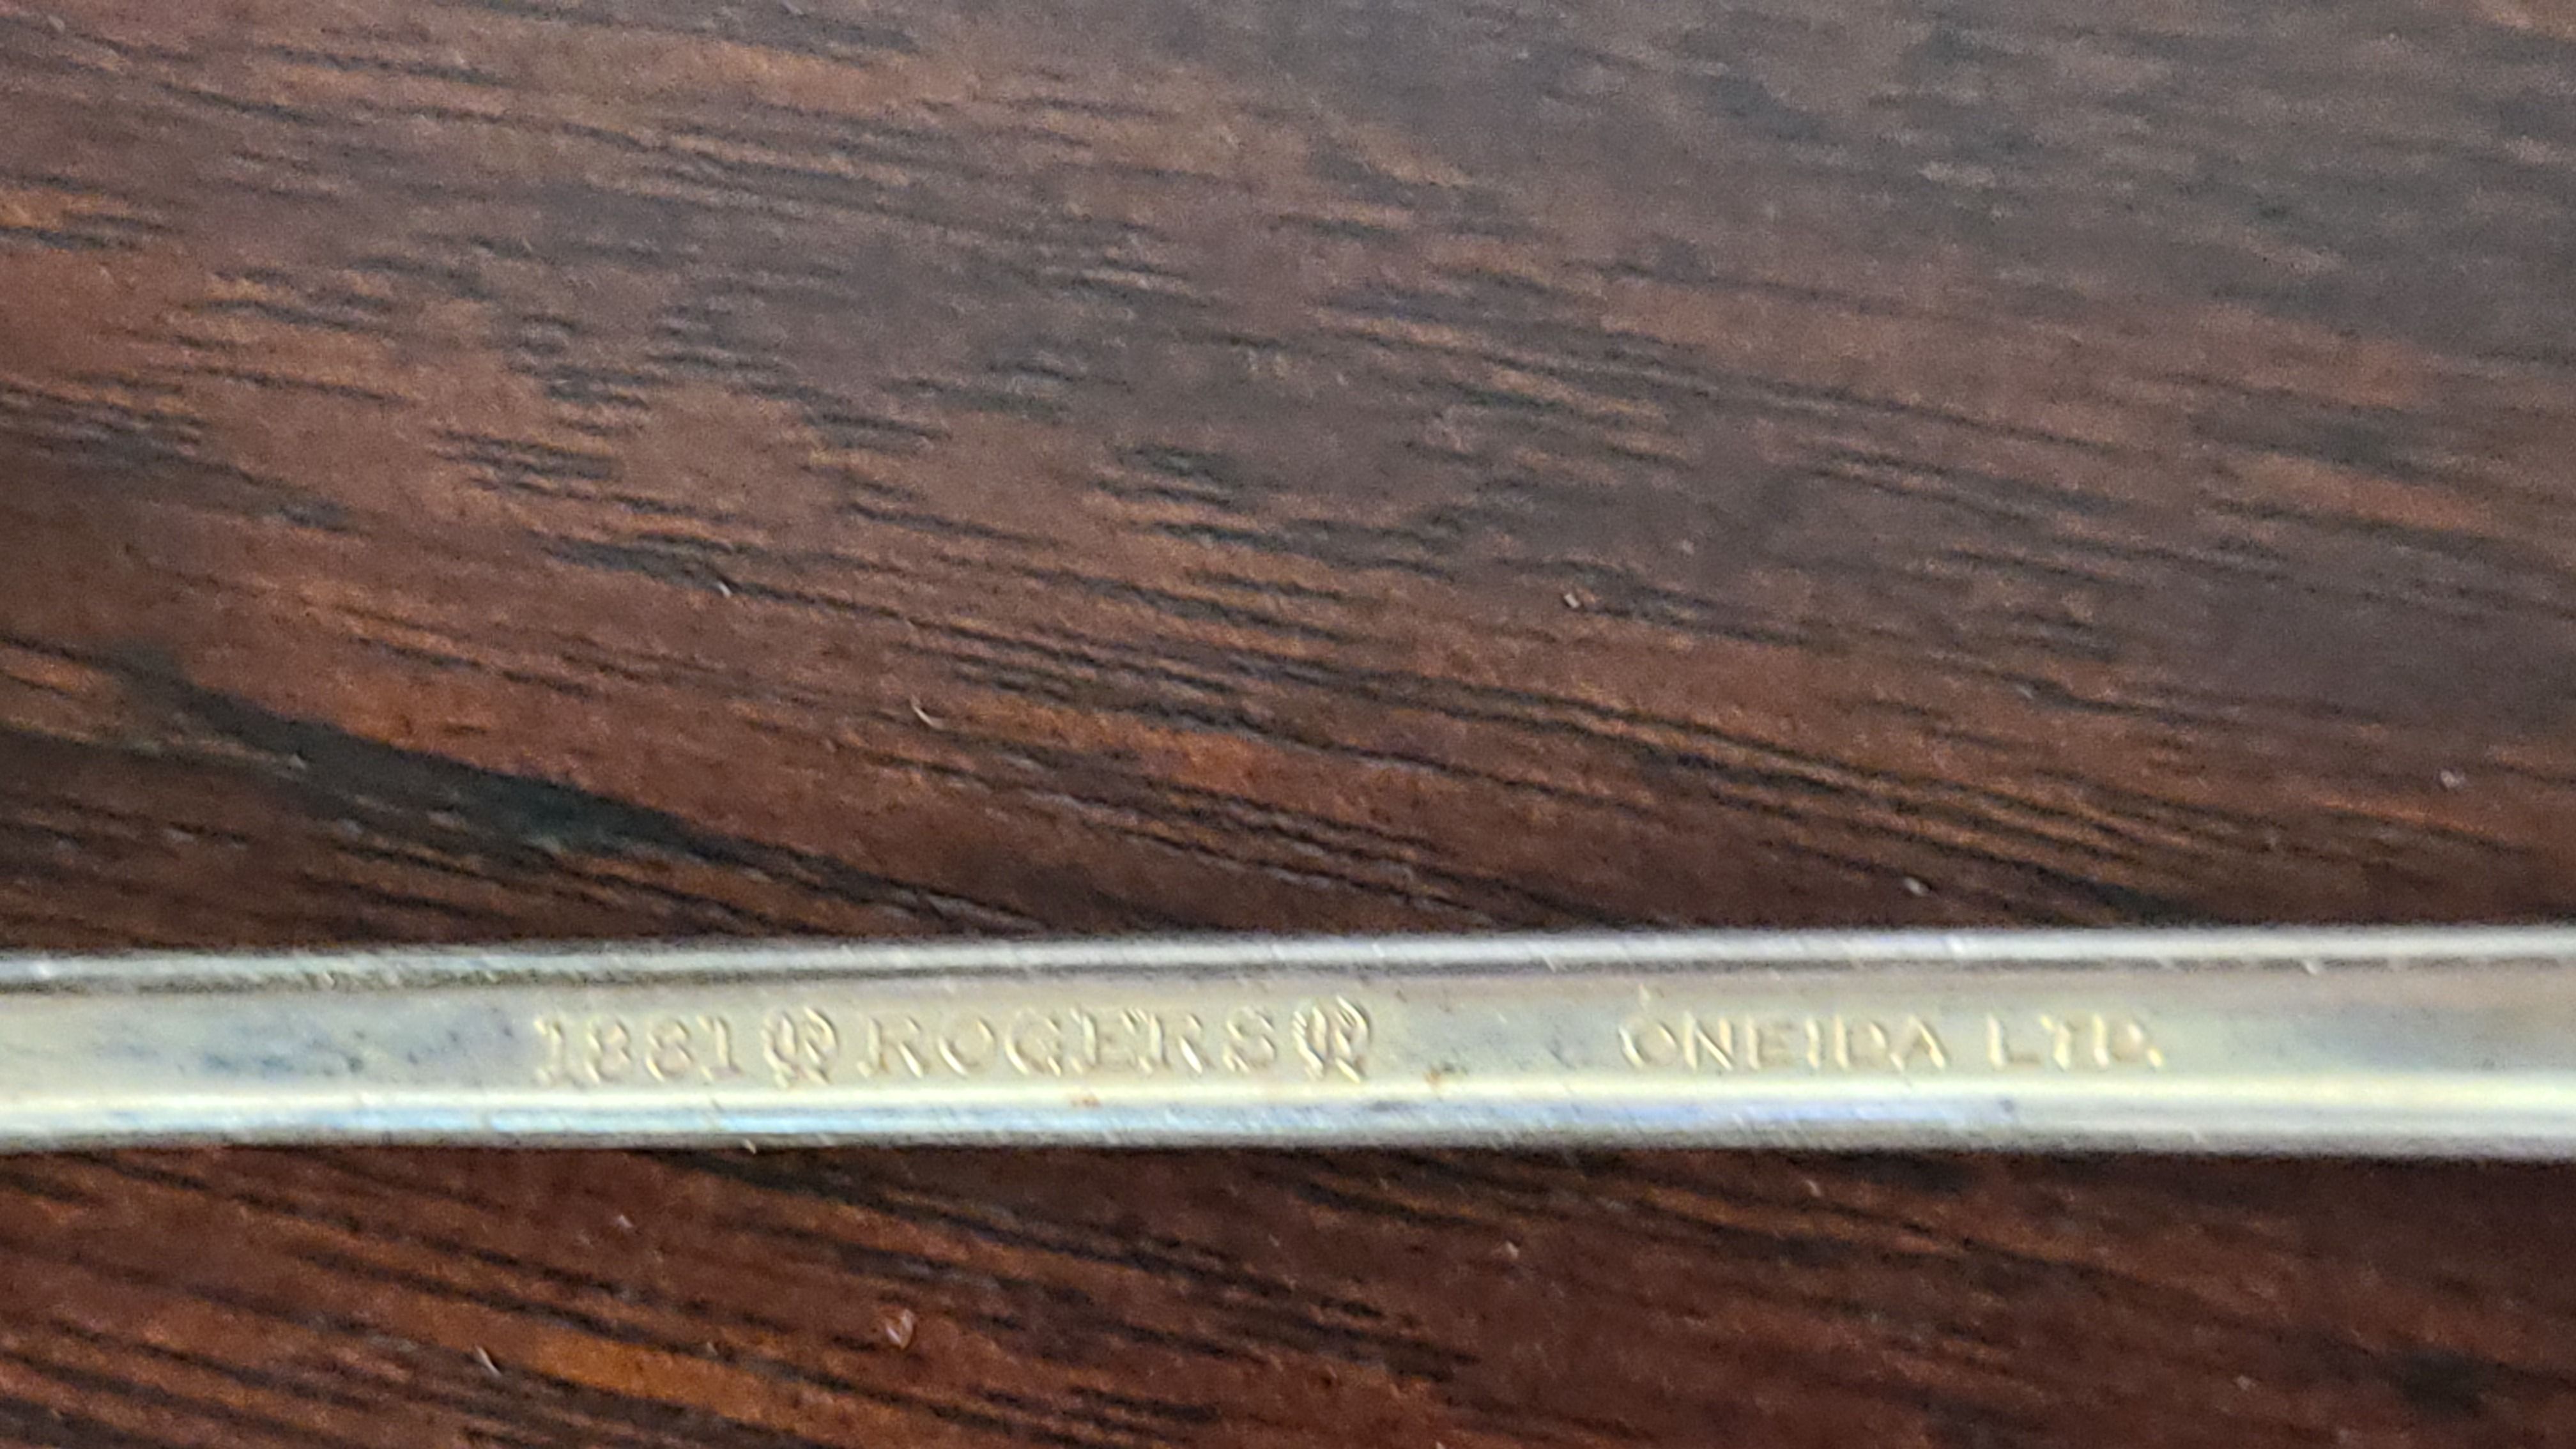 1881 ® ROGERS ® ONEIDA LTD.